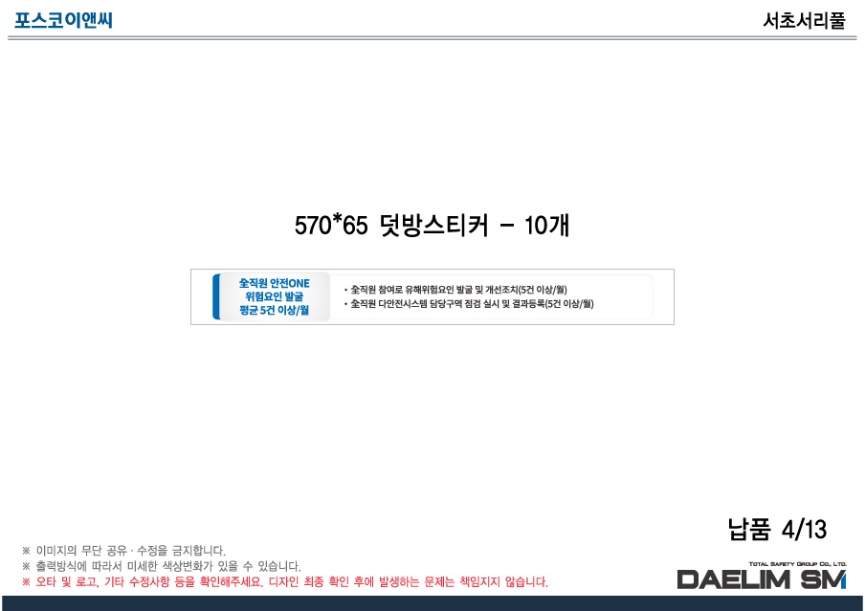 포스코이앤씨
서초서리풀
570*65 덧방스티커 - 10개
全직원 안전ONE
위험요인 발굴
평균 5건 이상/월
• 全직원 참여로 유해위험요인 발굴 및 개선조치(5건 이상/월)
• 全직원 다안전시스템 담당구역 점검 실시 및 결과등록(5건 이상/월)
납품 4/13
※ 이미지의 무단 공유·수정을 금지합니다.
※ 출력방식에 따라서 미세한 색상변화가 있을 수 있습니다.
※ 오타 및 로고, 기타 수정사항 등을 확인해주세요. 디자인 최종 확인 후에 발생하는 문제는 책임지지 않습니다.
TOTAL SAFETY GROUP CO., LTD.
DAELIM SM